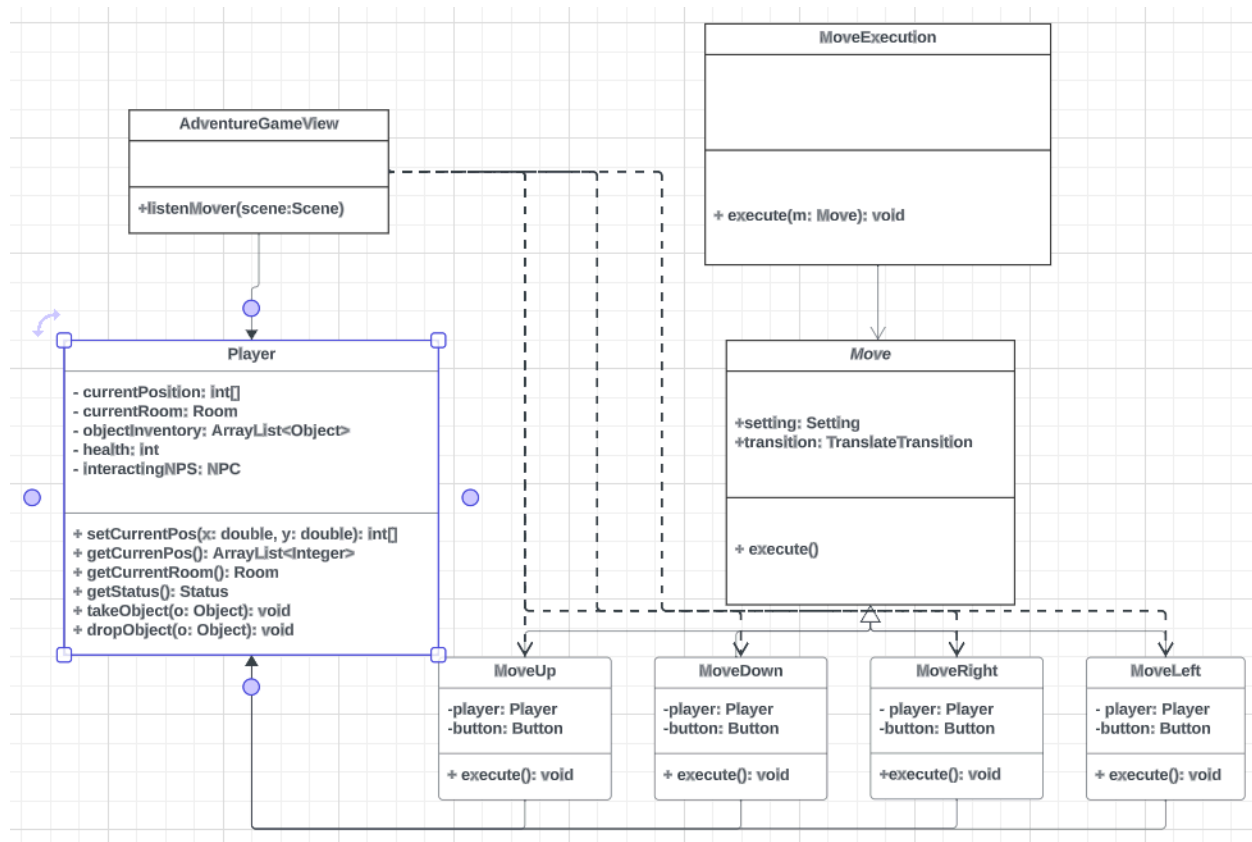 MoveExecution
+ execute(m: Move): void
AdventureGameView
+listenMover(scene:Scene)
Player
- currentPosition: int[]
- currentRoom: Room
- objectInventory: ArrayList<Object>
- health: int
- interactingNPS: NPC
+ setCurrentPos(x: double, y: double): int[]
+ getCurrenPos(): ArrayList<Integer>
+ getCurrentRoom(): Room
+ getStatus(): Status
+ takeObject(o: Object): void
+ dropObject(o: Object): void
Move
+setting: Setting
+transition: TranslateTransition
+ execute()
MoveUp
-player: Player
-button: Button
+ execute(): void
MoveDown
-player: Player
-button: Button
+ execute(): void
MoveRight
- player: Player
-button: Button
+execute(): void
MoveLeft
- player: Player
-button: Button
+ execute(): void